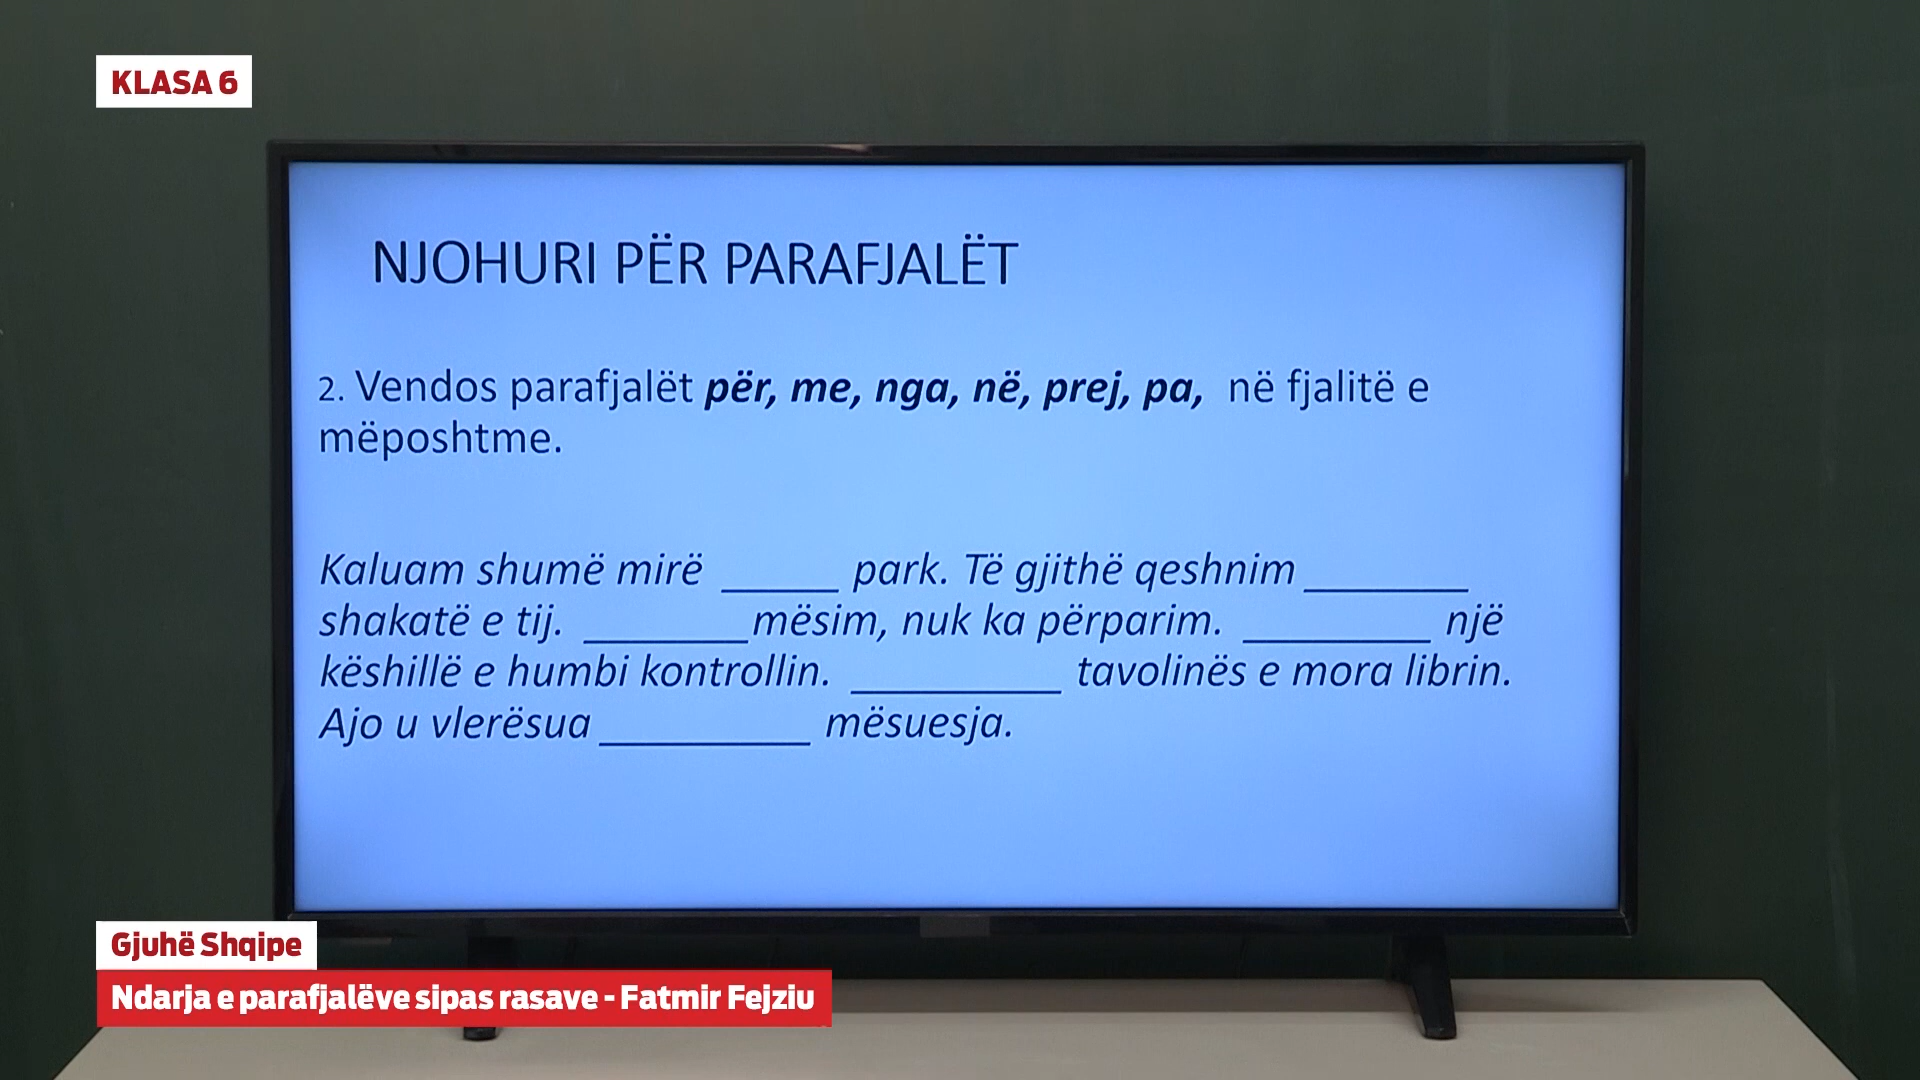 KLASA 6
NJOHURI PËR PARAFJALËT
2. Vendos parafjalët për, me, nga, në, prej, pa, në fjalitë e
mëposhtme.
Kaluam shumë mirë ______ park. Të gjithë qeshnim ________
shakatë e tij. ________mësim, nuk ka përparim. _________ një
këshillë e humbi kontrollin. __________ tavolinës e mora librin.
Ajo u vlerësua __________ mësuesja.
Gjuhë Shqipe
Ndarja e parafjalëve sipas rasave - Fatmir Fejziu